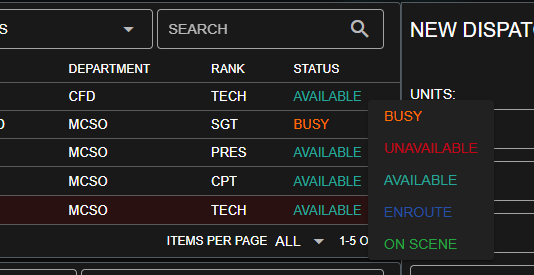 S
SEARCH
NEW DISPAT
DEPARTMENT RANK STATUS
CFD TECH AVAILABLE
UNITS:
MCSO SGT BUSY
MCSO PRES AVAILABLE
MCSO CPT AVAILABLE
MCSO TECH AVAILABLE
BUSY
UNAVAILABLE
AVAILABLE
ENROUTE
ON SCENE
ITEMS PER PAGE ALL 1-5 O